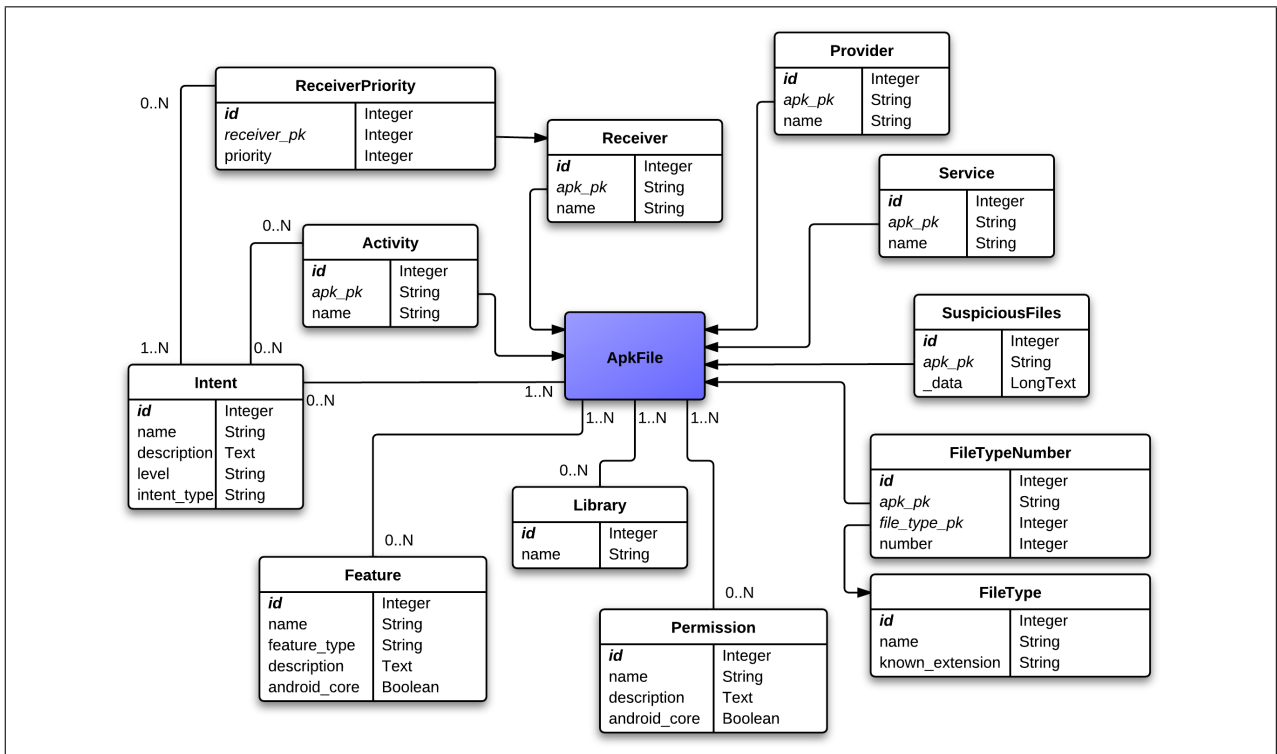 Provider
id Integer
apk_pk String
name String
ReceiverPriority
id Integer
receiver_pk Integer
priority Integer
0..N
Receiver
id Integer
apk_pk String
name String
Service
id Integer
apk_pk String
name String
0..N
Activity
id Integer
apk_pk String
name String
SuspiciousFiles
id Integer
apk_pk String
_data LongText
ApkFile
1..N
0..N
Intent
id Integer
name String
description Text
level String
intent_type String
0..N
1..N
1..N
1..N
1..N
FileTypeNumber
id Integer
apk_pk String
file_type_pk Integer
number Integer
0..N
Library
id Integer
name String
0..N
Feature
id Integer
name String
feature_type String
description Text
android_core Boolean
0..N
Permission
id Integer
name String
description Text
android_core Boolean
FileType
id Integer
name String
known_extension String